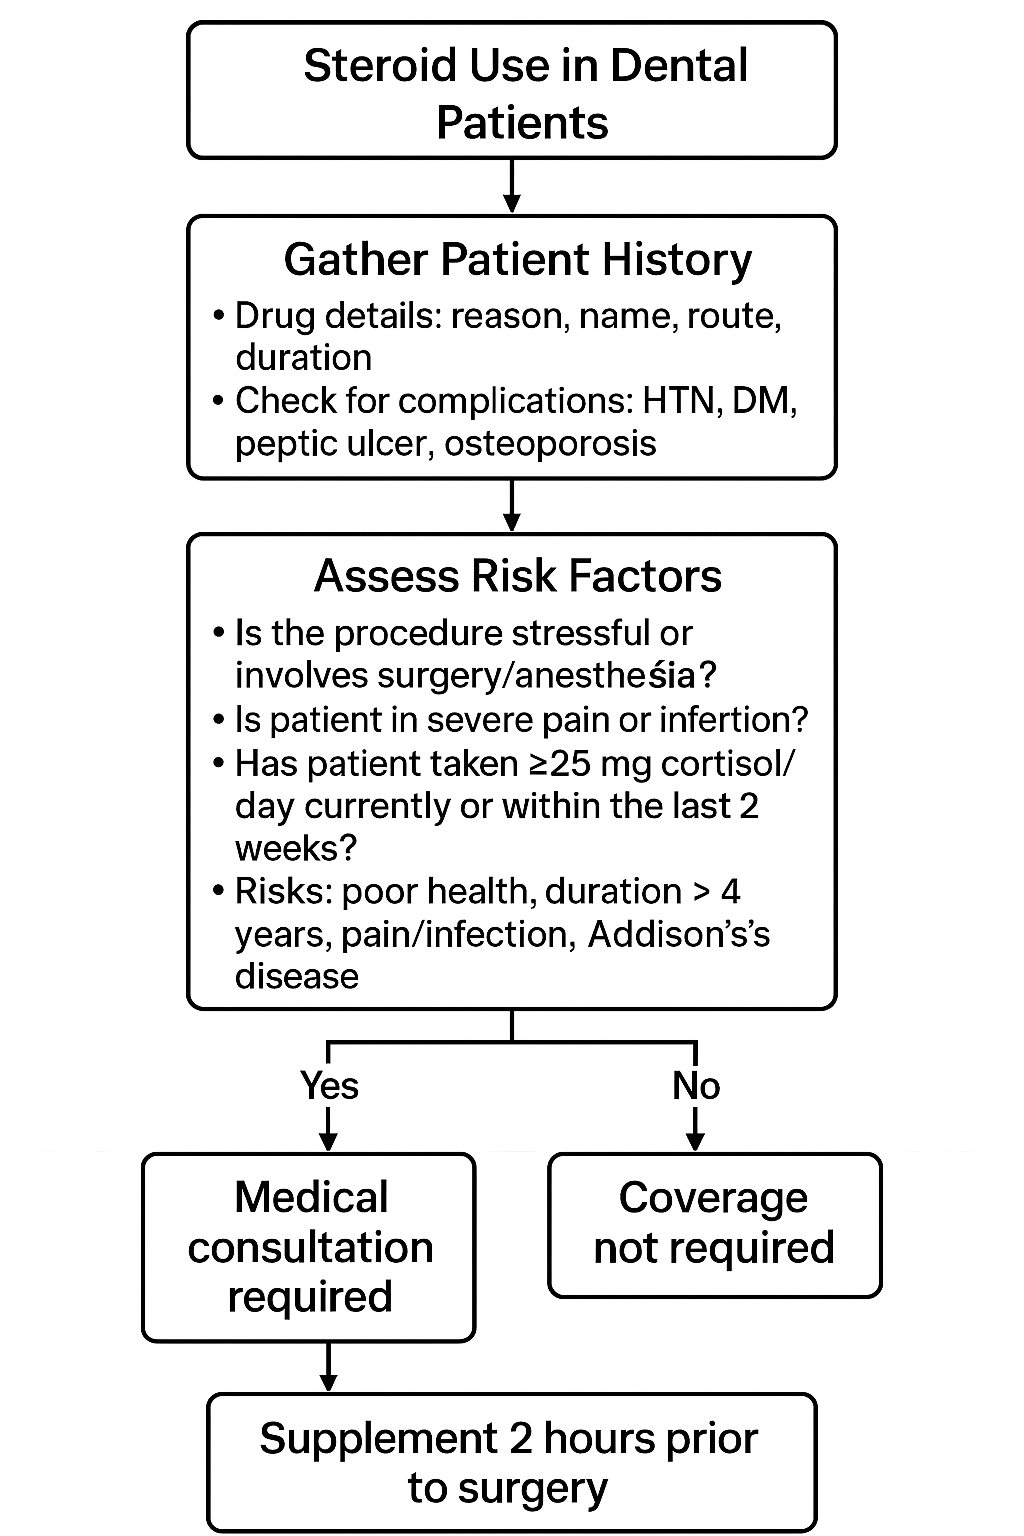 Steroid Use in Dental
Patients
Gather Patient History
• Drug details: reason, name, route,
duration
• Check for complications: HTN, DM,
peptic ulcer, osteoporosis
Assess Risk Factors
• Is the procedure stressful or
involves surgery/antheśia?
• Is patient in severe pain or infertion?
• Has patient taken ≥25 mg cortisol/
day currently or within the last 2
weeks?
• Risks: poor health, duration > 4
years, pain/infection, Addison’s’s
disease
Yes
No
Medical
consultation
required
Coverage
not required
Supplement 2 hours prior
to surgery